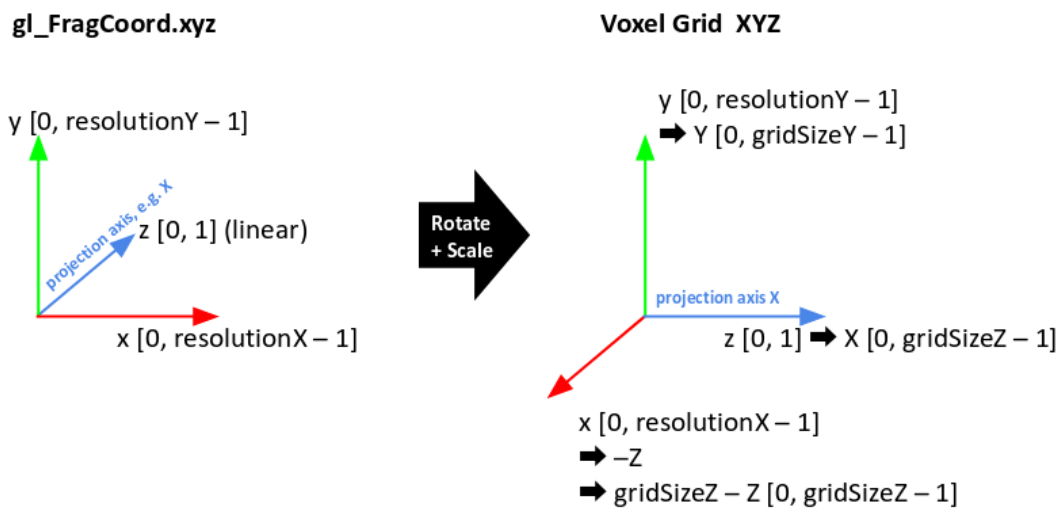 gl_FragCoord.xyz
y [0, resolutionY – 1]
projection axis, e.g. X
z [0, 1] (linear)
x [0, resolutionX – 1]
Rotate
+ Scale
Voxel Grid XYZ
y [0, resolutionY – 1]
➡ Y [0, gridSizeY – 1]
projection axis X
z [0, 1] ➡ X [0, gridSizeZ – 1]
x [0, resolutionX – 1]
➡ –Z
➡ gridSizeZ – Z [0, gridSizeZ – 1]